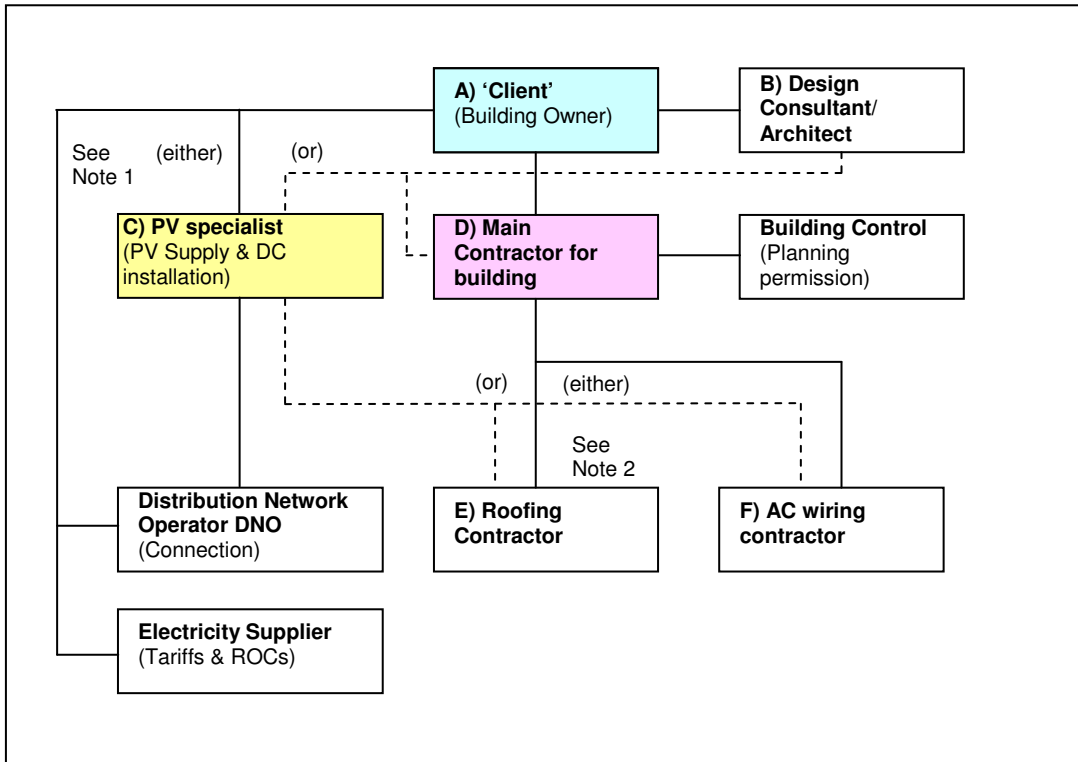 A) ‘Client’
(Building Owner)
B) Design
Consultant/
Architect
See
Note 1
(either)
(or)
C) PV specialist
(PV Supply & DC
installation)
D) Main
Contractor for
building
Building Control
(Planning
permission)
(or)
(either)
See
Note 2
Distribution Network
Operator DNO
(Connection)
E) Roofing
Contractor
F) AC wiring
contractor
Electricity Supplier
(Tariffs & ROCs)